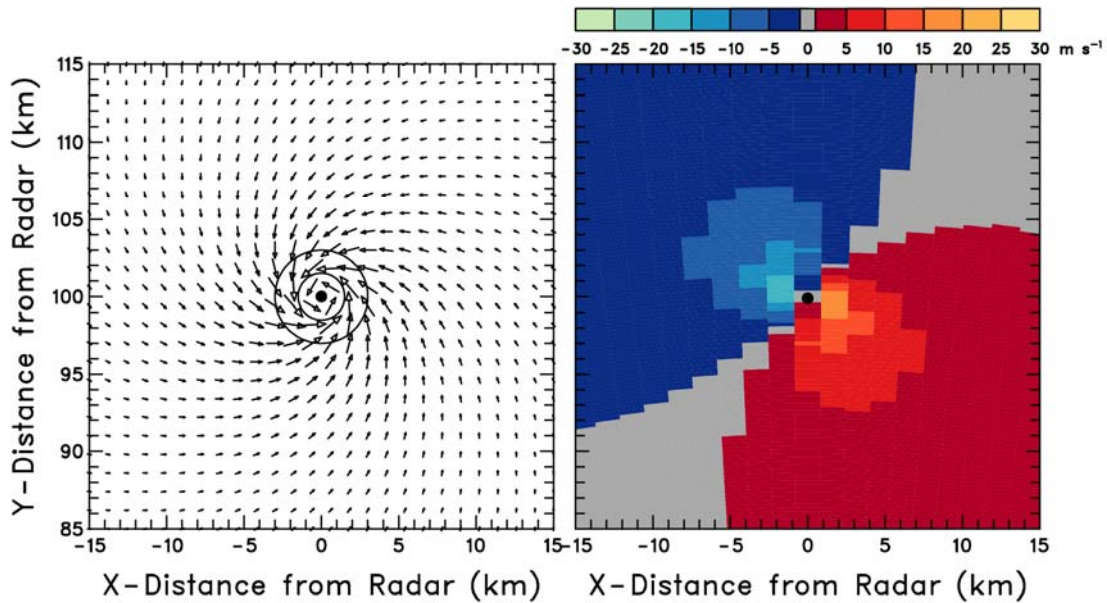 -30 -25 -20 -15 -10 -5 0 5 10 15 20 25 30 m s⁻¹
115
110
105
100
95
90
85
Y-Distance from Radar (km)
-15 -10 -5 0 5 10 15
-15 -10 -5 0 5 10 15
X-Distance from Radar (km)
X-Distance from Radar (km)